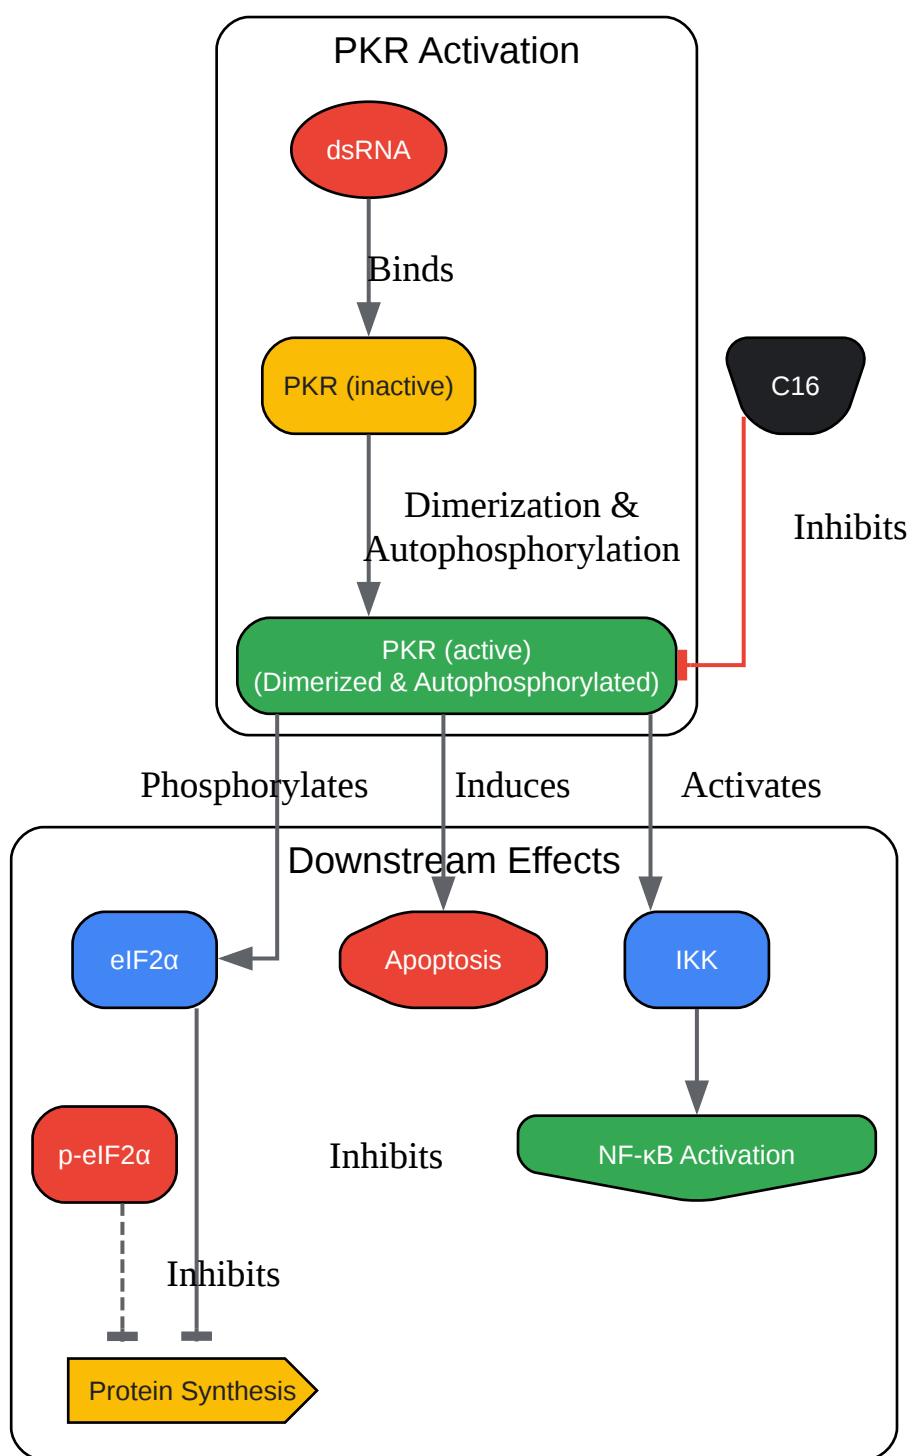 PKR Activation
dsRNA
Binds
PKR (inactive)
C16
Dimerization &
Autophosphorylation
Inhibits
PKR (active)
(Dimerized & Autophosphorylated)
Phosphorylates
Induces
Activates
Downstream Effects
eIF2α
Apoptosis
IKK
p-eIF2α
Inhibits
NF-κB Activation
Inhibits
Protein Synthesis